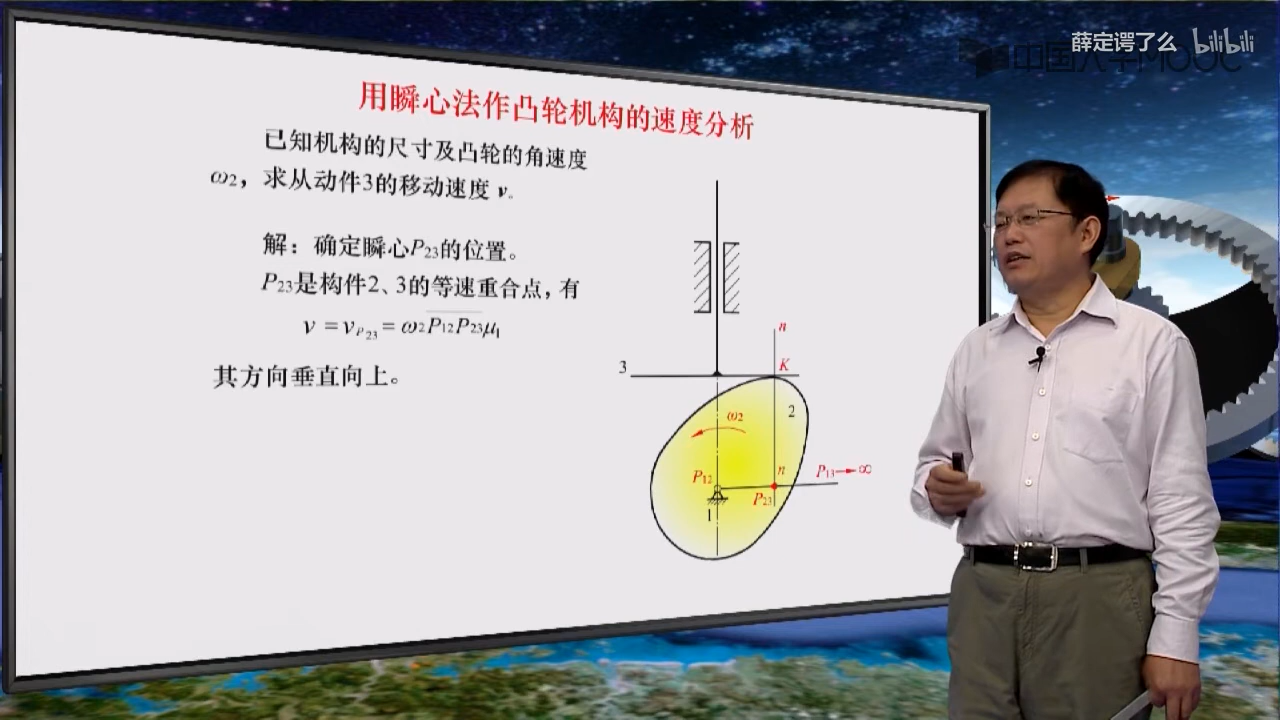 薛定谔了么 bilibili
中国大学MOOC
用瞬心法作凸轮机构的速度分析
已知机构的尺寸及凸轮的角速度
ω2，求从动件3的移动速度 v。
解：确定瞬心P23的位置。
P23是构件2、3的等速重合点，有
v = vP23 = ω2P12P23μl
其方向垂直向上。
n
3
K
ω2
2
P12
n
P13→∞
P23
1